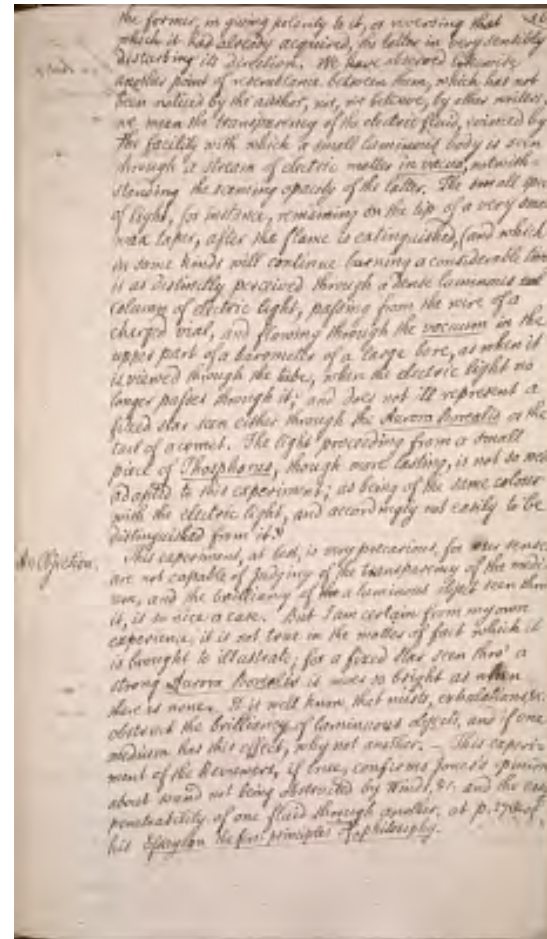 the former, in giving polarity to it, or reversing that
which it had already acquired, the latter in very sensibly
disturbing its direction. We have observed likewise
another point of resemblance between them, which has not
been noticed by the author, nor, we believe, by other writers,
we mean the transparency of the electric fluid, evinced by
the facility with which a small luminous body is seen
through a stream of electric matter in vacuo, notwith-
standing the seeming opacity of the latter. The small
of light, for instance, remaining on the tip of a very small
wax taper, after the flame is extinguished, (and which
in some kinds will continue burning a considerable time
is as distinctly perceived through a dense luminous
column of electric light, passing from the wire of a
charged vial, and flowing through the vacuum in the
upper part of a barometer of a large bore, as when it
is viewed through the tube, when the electric light no
longer passes through it; and does not ill represent a
fixed star seen either through the Aurora borealis or the
tail of a comet. The light proceeding from a small
piece of Phosphorus, though more lasting, is not so well
adapted to this experiment; as being of the same colour
with the electric light, and accordingly not easily to be
distinguished from it.
Objection.
This experiment, at best, is very precarious, for our senses
are not capable of judging of the transparency of the medi-
um, and the brilliancy of a luminous object seen thro
it, is so nice a case. But I am certain from my own
experience, it is not true in the matter of fact which it
is brought to illustrate; for a fixed star seen thro' a
strong Aurora Borealis is not so bright as when
there is none. It is well known, that mists, exhalations &c.
obstruct the brilliancy of luminous objects, and if one
medium has this effect, why not another. — This experi-
ment of the Reviewers, if true, confirms Jones's opinion
about sound not being obstructed by winds, &c. and the easy
penetrability of one fluid through another, at p. of
his Essay on the first principles of philosophy.